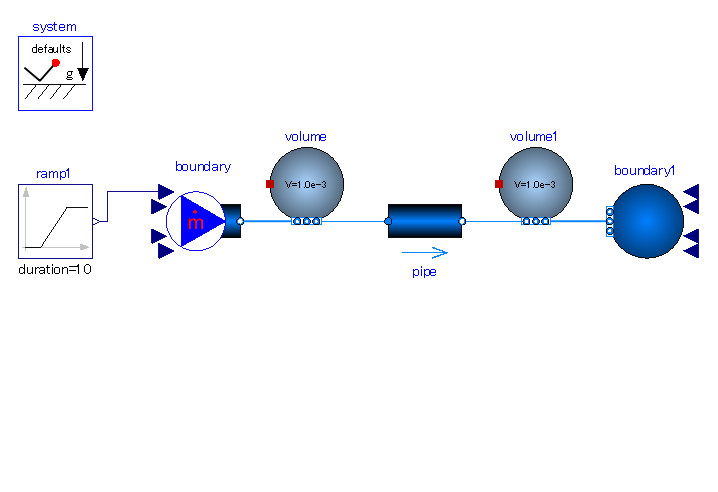 system
defaults
g
ramp1
duration=10
boundary
ṁ
volume
V=1.0e-3
pipe
volume1
V=1.0e-3
boundary1